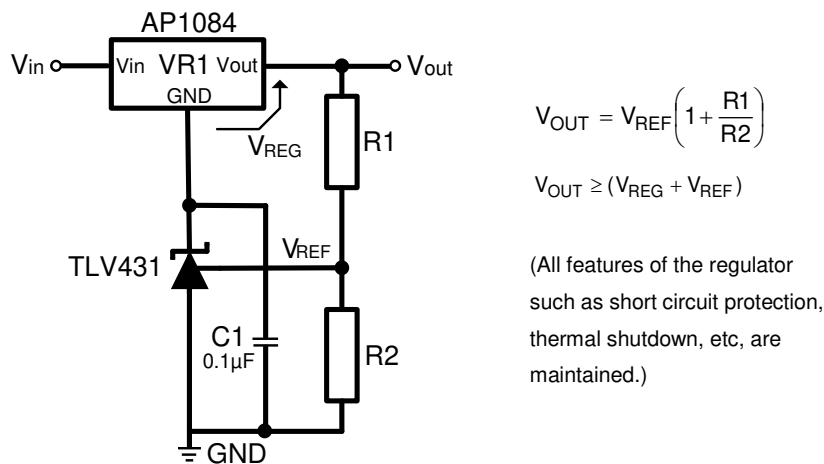 AP1084
Vin
Vin VR1 Vout
GND
Vout
VREG
R1
VREF
TLV431
C1
0.1µF
R2
GND
VOUT = VREF(1 + R1/R2)
VOUT ≥ (VREG + VREF)
(All features of the regulator
such as short circuit protection,
thermal shutdown, etc, are
maintained.)